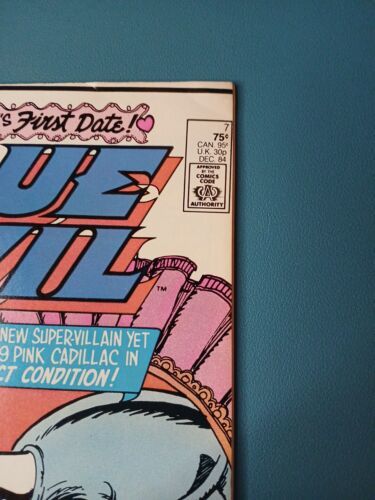 's First Date!
7
75¢
CAN. 95¢
U.K. 30p
DEC. 84
APPROVED
BY THE
COMICS
CODE
CA
AUTHORITY
UE
VIL
TM
NEW SUPER-VILLAIN YET
9 PINK CADILLAC IN
CT CONDITION!